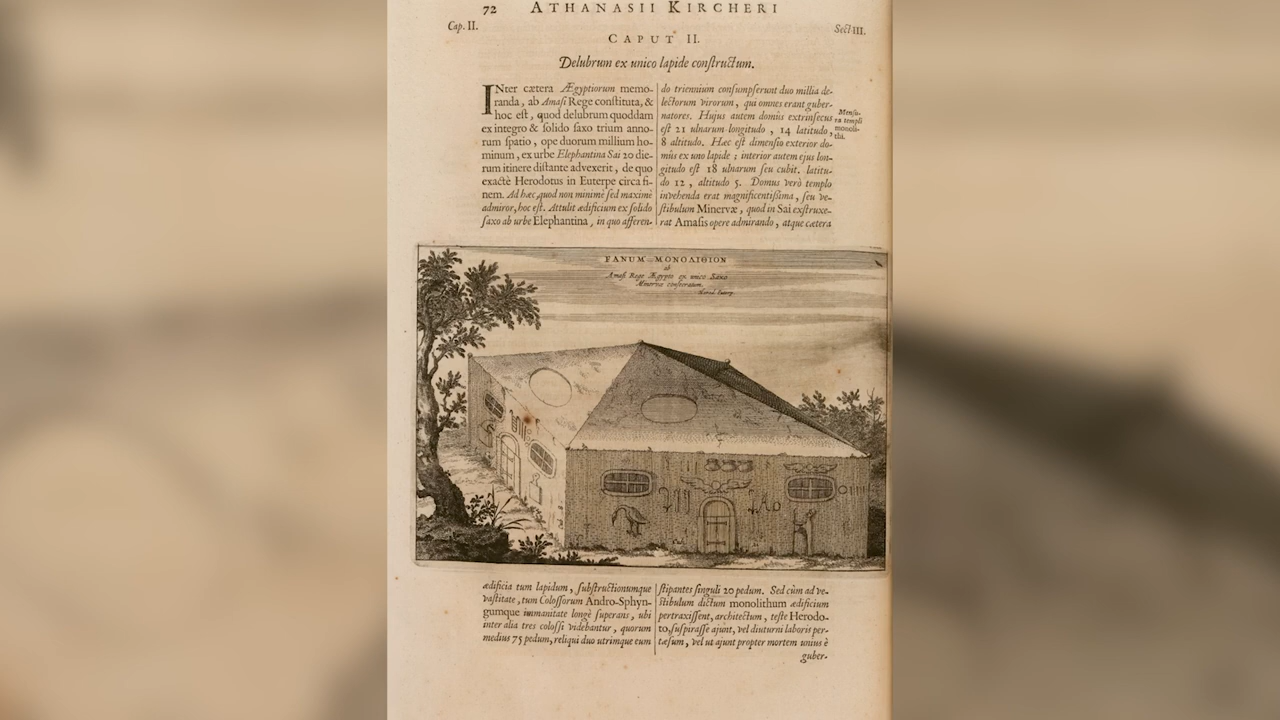 72 ATHANASII KIRCHERI
Cap. II. Sect. III.
CAPUT II.
Delubrum ex unico lapide constructum.
INter cætera Ægyptiorum memo-
randa, ab Amasi Rege constituta, &
hoc est, quod delubrum quoddam
ex integro & solido saxo trium anno-
rum spatio, ope duorum millium ho-
minum, ex urbe Elephantina Sai 20 die-
rum itinere distante advexerit, de quo
exactè Herodotus in Euterpe circa fi-
nem. Ad hæc, quod non minimè sed maximè
admiror, hoc est. Attulit ædificium ex solido
saxo ab urbe Elephantina, in quo afferen-
do triennium consumpserunt duo millia de-
lectorum virorum, qui omnes erant guber-
natores. Hujus autem domûs extrinsecus
est 21 ulnarum longitudo, 14 latitudo,
8 altitudo. Hæc est dimensio exterior do-
mûs ex uno lapide; interior autem ejus lon-
gitudo est 18 ulnarum seu cubit. latitu-
do 12, altitudo 5. Domus verò templo
invehenda erat magnificentissima, seu ve-
stibulum Minervæ, quod in Sai exstruxe-
rat Amasis opere admirando, atque cætera
Mensu-
ra templi
monoli-
thi.
FANUM MONOΛIΘION
ab
Amasi Rege Ægypto ex unico Saxo
Minervæ consecratum.
Herod. Euterp.
ædificia tum lapidum, substructionumque
vastitate, tum Colossorum Andro-Sphyn-
gumque immanitate longè superans, ubi
inter alia tres colossi videbantur, quorum
medius 75 pedum, reliqui duo utrimque eum
stipantes singuli 20 pedum. Sed cùm ad ve-
stibulum dictum monolithum ædificium
pertraxissent, architectum, teste Herodo-
to, suspirasse ajunt, vel diuturni laboris per-
tæsum, vel ut ajunt propter mortem unius è
guber-